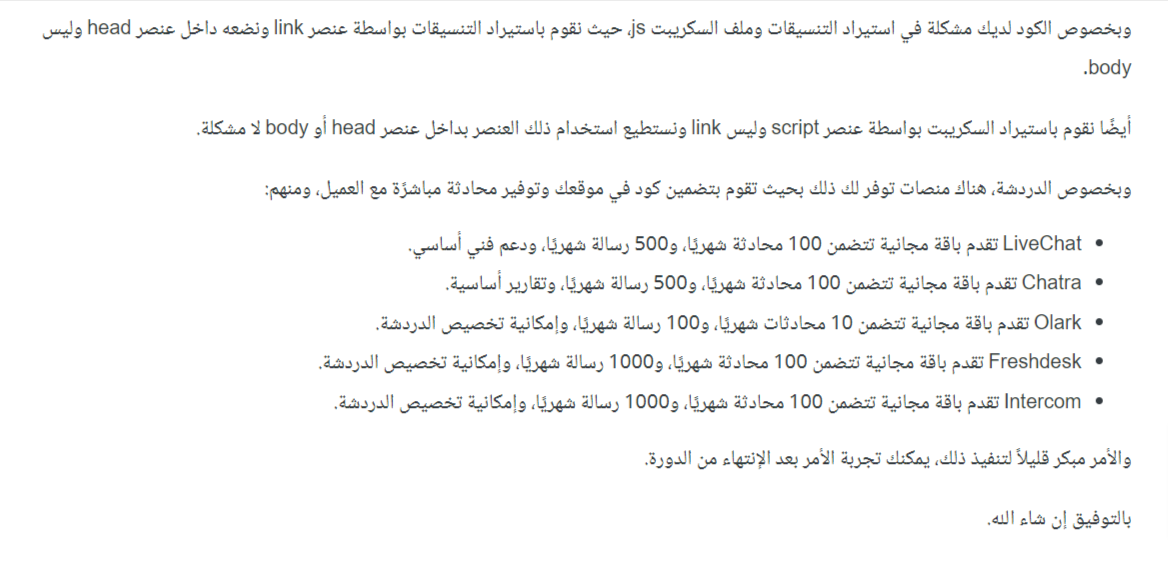 وبخصوص الكود لديك مشكلة في استيراد التنسيقات وملف السكريبت js، حيث نقوم باستيراد التنسيقات بواسطة عنصر link ونضعه داخل عنصر head وليس
body.
أيضًا نقوم باستيراد السكريبت بواسطة عنصر script وليس link ونستطيع استخدام ذلك العنصر بداخل عنصر head أو body لا مشكلة.
وبخصوص الدردشة، هناك منصات توفر لك ذلك بحيث تقوم بتضمين كود في موقعك وتوفير محادثة مباشرًة مع العميل، ومنهم:
• LiveChat تقدم باقة مجانية تتضمن 100 محادثة شهريًا، و500 رسالة شهريًا، ودعم فني أساسي.
• Chatra تقدم باقة مجانية تتضمن 100 محادثة شهريًا، و500 رسالة شهريًا، وتقارير أساسية.
• Olark تقدم باقة مجانية تتضمن 10 محادثات شهريًا، و100 رسالة شهريًا، وإمكانية تخصيص الدردشة.
• Freshdesk تقدم باقة مجانية تتضمن 100 محادثة شهريًا، و1000 رسالة شهريًا، وإمكانية تخصيص الدردشة.
• Intercom تقدم باقة مجانية تتضمن 100 محادثة شهريًا، و1000 رسالة شهريًا، وإمكانية تخصيص الدردشة.
والأمر مبكر قليلاً لتنفيذ ذلك، يمكنك تجربة الأمر بعد الإنتهاء من الدورة.
بالتوفيق إن شاء الله.